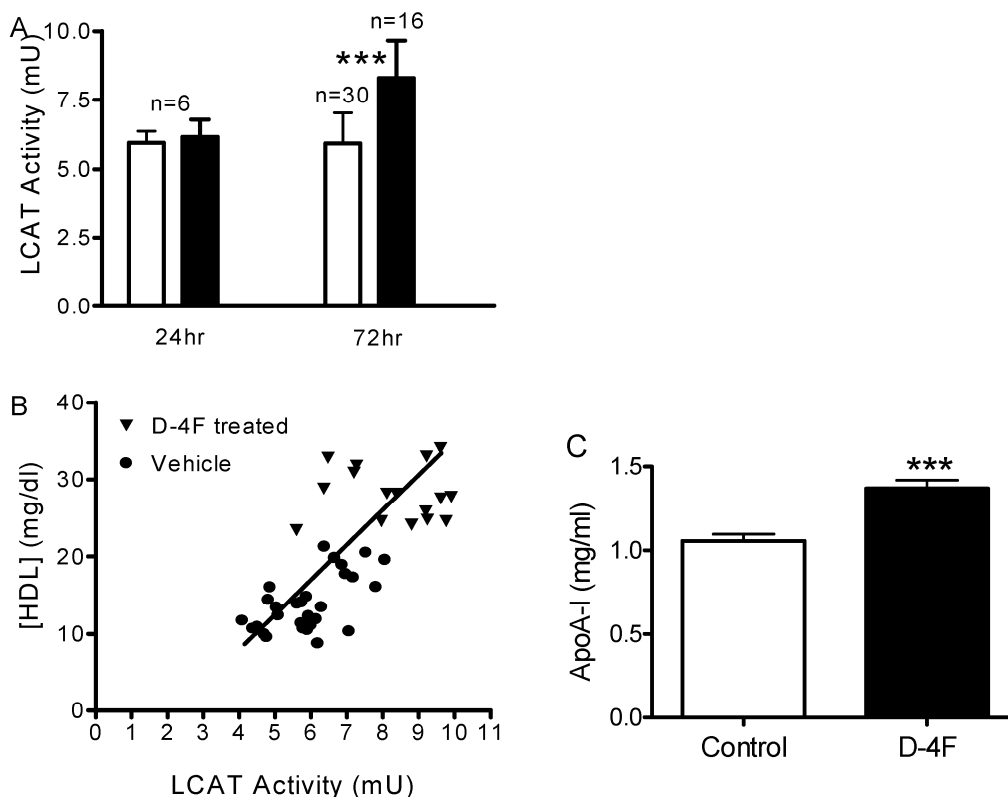 A
LCAT Activity (mU)
10.0
7.5
5.0
2.5
0.0
n=6
n=30
***
n=16
24hr
72hr
B
[HDL] (mg/dl)
40
30
20
10
0
D-4F treated
Vehicle
0 1 2 3 4 5 6 7 8 9 10 11
LCAT Activity (mU)
C
ApoA-I (mg/ml)
1.5
1.0
0.5
0.0
***
Control
D-4F